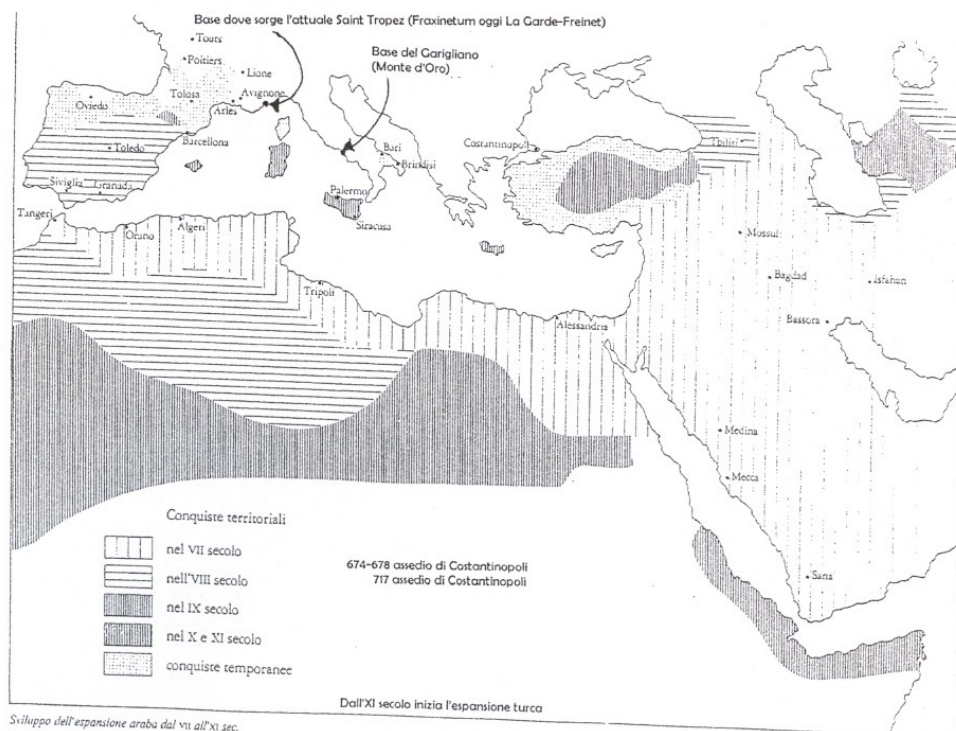 Base dove sorge l'attuale Saint Tropez (Fraxinetum oggi La Garde-Freinet)
Base del Garigliano
(Monte d'Oro)
Tours
Poitiers
Lione
Oviedo
Tolosa
Avignone
Arles
Barcellona
Toledo
Siviglia
Granada
Bari
Brindisi
Costantinopoli
Tbilisi
Palermo
Siracusa
Tangeri
Orano
Algeri
Tripoli
Alessandria
Mossul
Bagdad
Isfahan
Bassora
Medina
Mecca
Sana
Conquiste territoriali
nel VII secolo
nell'VIII secolo
nel IX secolo
nel X e XI secolo
conquiste temporanee
674-678 assedio di Costantinopoli
717 assedio di Costantinopoli
Dall'XI secolo inizia l'espansione turca
Sviluppo dell'espansione araba dal VII all'XI sec.